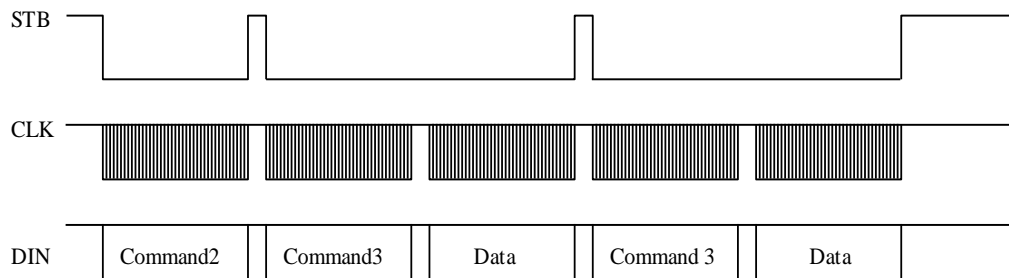 STB
CLK
DIN Command2 Command3 Data Command 3 Data